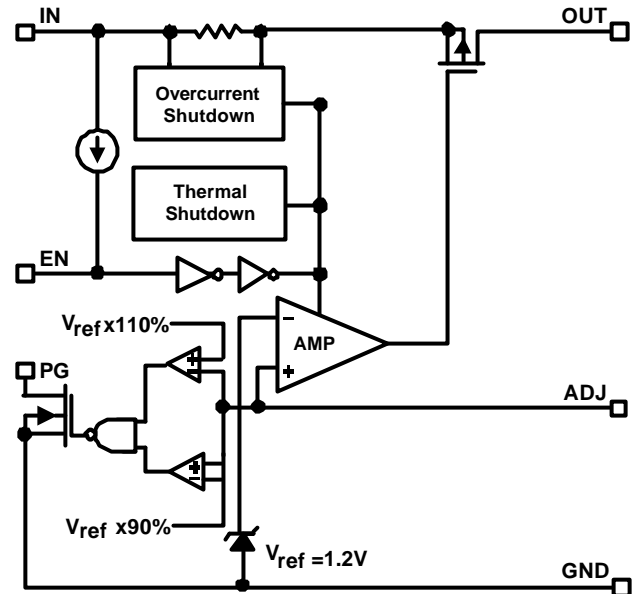 IN
OUT
Overcurrent
Shutdown
Thermal
Shutdown
EN
Vref x110%
−
AMP
+
PG
+
−
ADJ
+
−
Vref x90%
Vref =1.2V
GND